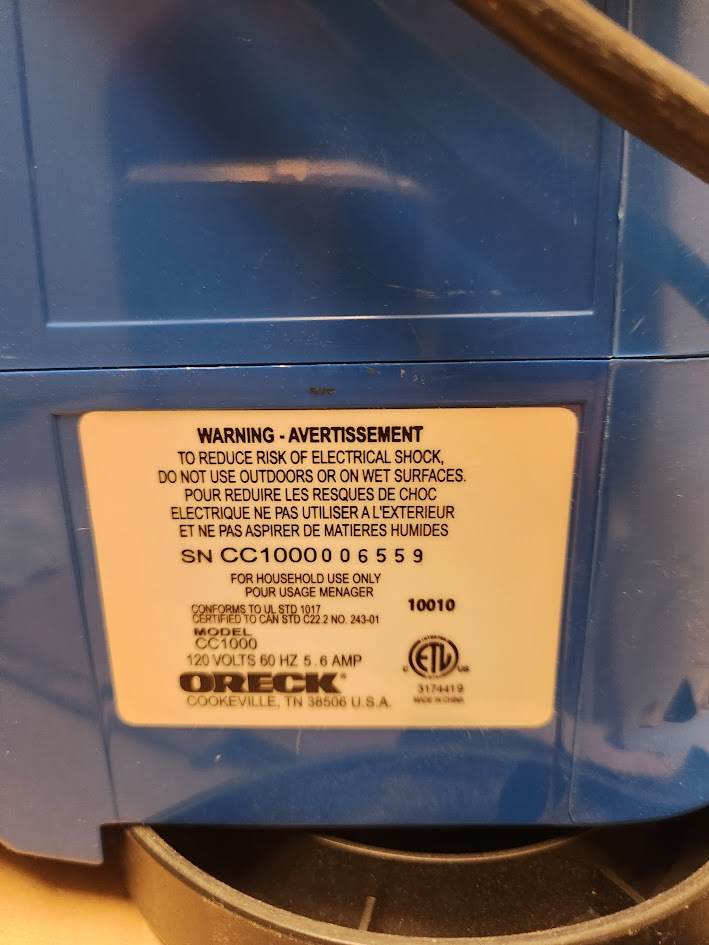 WARNING - AVERTISSEMENT
TO REDUCE RISK OF ELECTRICAL SHOCK,
DO NOT USE OUTDOORS OR ON WET SURFACES.
POUR REDUIRE LES RESQUES DE CHOC
ELECTRIQUE NE PAS UTILISER A L'EXTERIEUR
ET NE PAS ASPIRER DE MATIERES HUMIDES
SN CC1000006559
FOR HOUSEHOLD USE ONLY
POUR USAGE MENAGER
10010
CONFORMS TO UL STD 1017
CERTIFIED TO CAN STD C22.2 NO. 243-01
MODEL
CC1000
120 VOLTS 60 HZ 5.6 AMP
ORECK®
COOKEVILLE, TN 38506 U.S.A.
C ETL US
INTERTEK
3174419
MADE IN CHINA